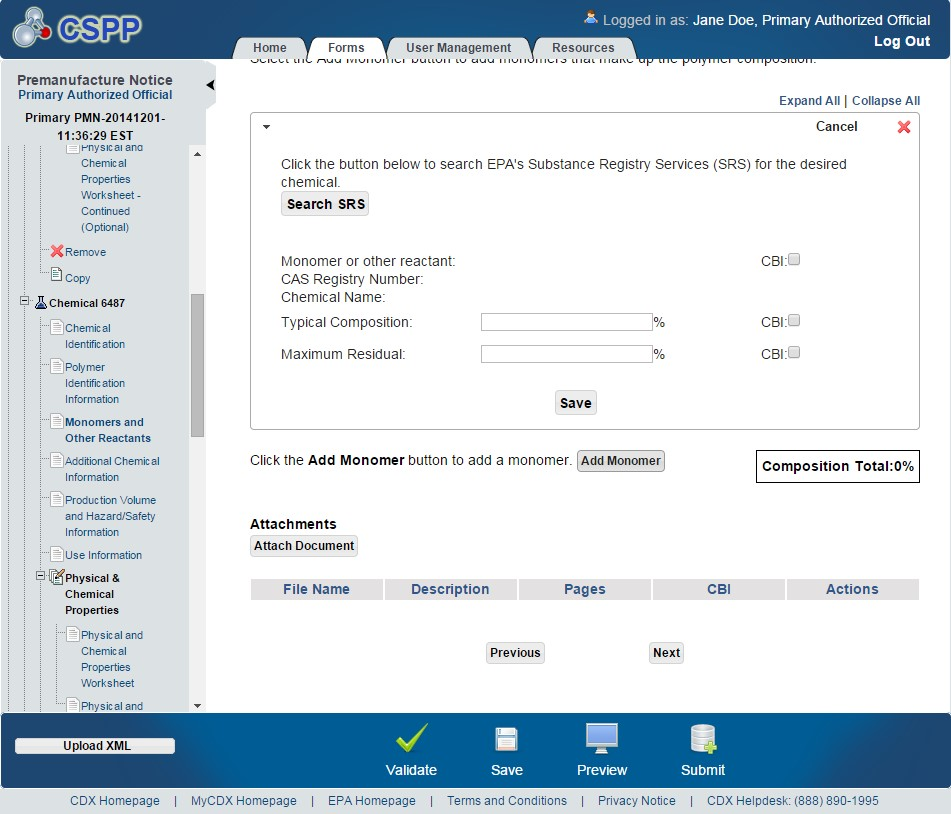 CSPP
Logged in as: Jane Doe, Primary Authorized Official
Log Out
Home
Forms
User Management
Resources
Premanufacture Notice
Primary Authorized Official
Primary PMN-20141201-
11:36:29 EST
Physical and
Chemical
Properties
Worksheet -
Continued
(Optional)
Remove
Copy
Chemical 6487
Chemical
Identification
Polymer
Identification
Information
Monomers and
Other Reactants
Additional Chemical
Information
Production Volume
and Hazard/Safety
Information
Use Information
Physical &
Chemical
Properties
Physical and
Chemical
Properties
Worksheet
Physical and
Select the Add Monomer button to add monomers that make up the polymer composition.
Expand All | Collapse All
Cancel
Click the button below to search EPA's Substance Registry Services (SRS) for the desired
chemical.
Search SRS
Monomer or other reactant:
CBI:
CAS Registry Number:
Chemical Name:
Typical Composition:
%
CBI:
Maximum Residual:
%
CBI:
Save
Click the Add Monomer button to add a monomer. Add Monomer
Composition Total:0%
Attachments
Attach Document
File Name Description Pages CBI Actions
Previous Next
Upload XML
Validate
Save
Preview
Submit
CDX Homepage | MyCDX Homepage | EPA Homepage | Terms and Conditions | Privacy Notice | CDX Helpdesk: (888) 890-1995